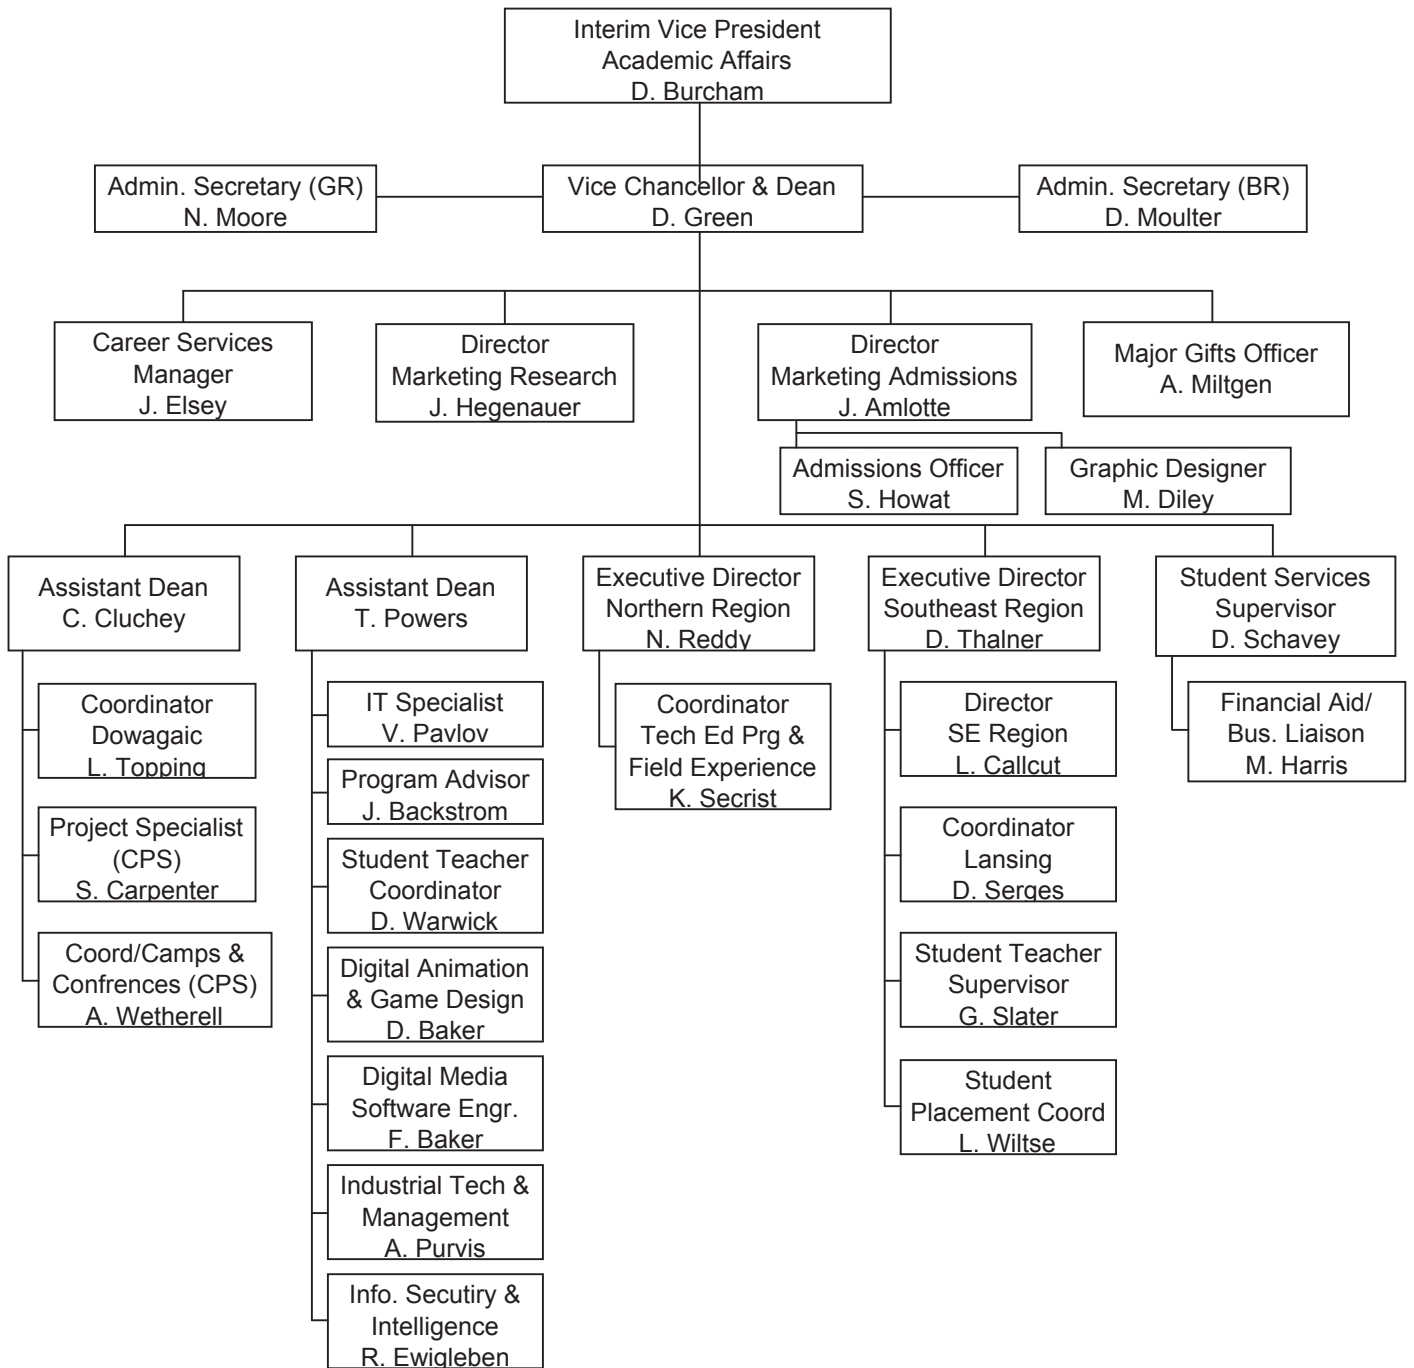 Interim Vice President
Academic Affairs
D. Burcham
Admin. Secretary (GR)
N. Moore
Vice Chancellor & Dean
D. Green
Admin. Secretary (BR)
D. Moulter
Career Services
Manager
J. Elsey
Director
Marketing Research
J. Hegenauer
Director
Marketing Admissions
J. Amlotte
Major Gifts Officer
A. Miltgen
Admissions Officer
S. Howat
Graphic Designer
M. Diley
Assistant Dean
C. Cluchey
Assistant Dean
T. Powers
Executive Director
Northern Region
N. Reddy
Executive Director
Southeast Region
D. Thalner
Student Services
Supervisor
D. Schavey
Coordinator
Dowagaic
L. Topping
Project Specialist
(CPS)
S. Carpenter
Coord/Camps &
Confrences (CPS)
A. Wetherell
IT Specialist
V. Pavlov
Program Advisor
J. Backstrom
Student Teacher
Coordinator
D. Warwick
Digital Animation
& Game Design
D. Baker
Digital Media
Software Engr.
F. Baker
Industrial Tech &
Management
A. Purvis
Info. Secutiry &
Intelligence
R. Ewigleben
Coordinator
Tech Ed Prg &
Field Experience
K. Secrist
Director
SE Region
L. Callcut
Coordinator
Lansing
D. Serges
Student Teacher
Supervisor
G. Slater
Student
Placement Coord
L. Wiltse
Financial Aid/
Bus. Liaison
M. Harris